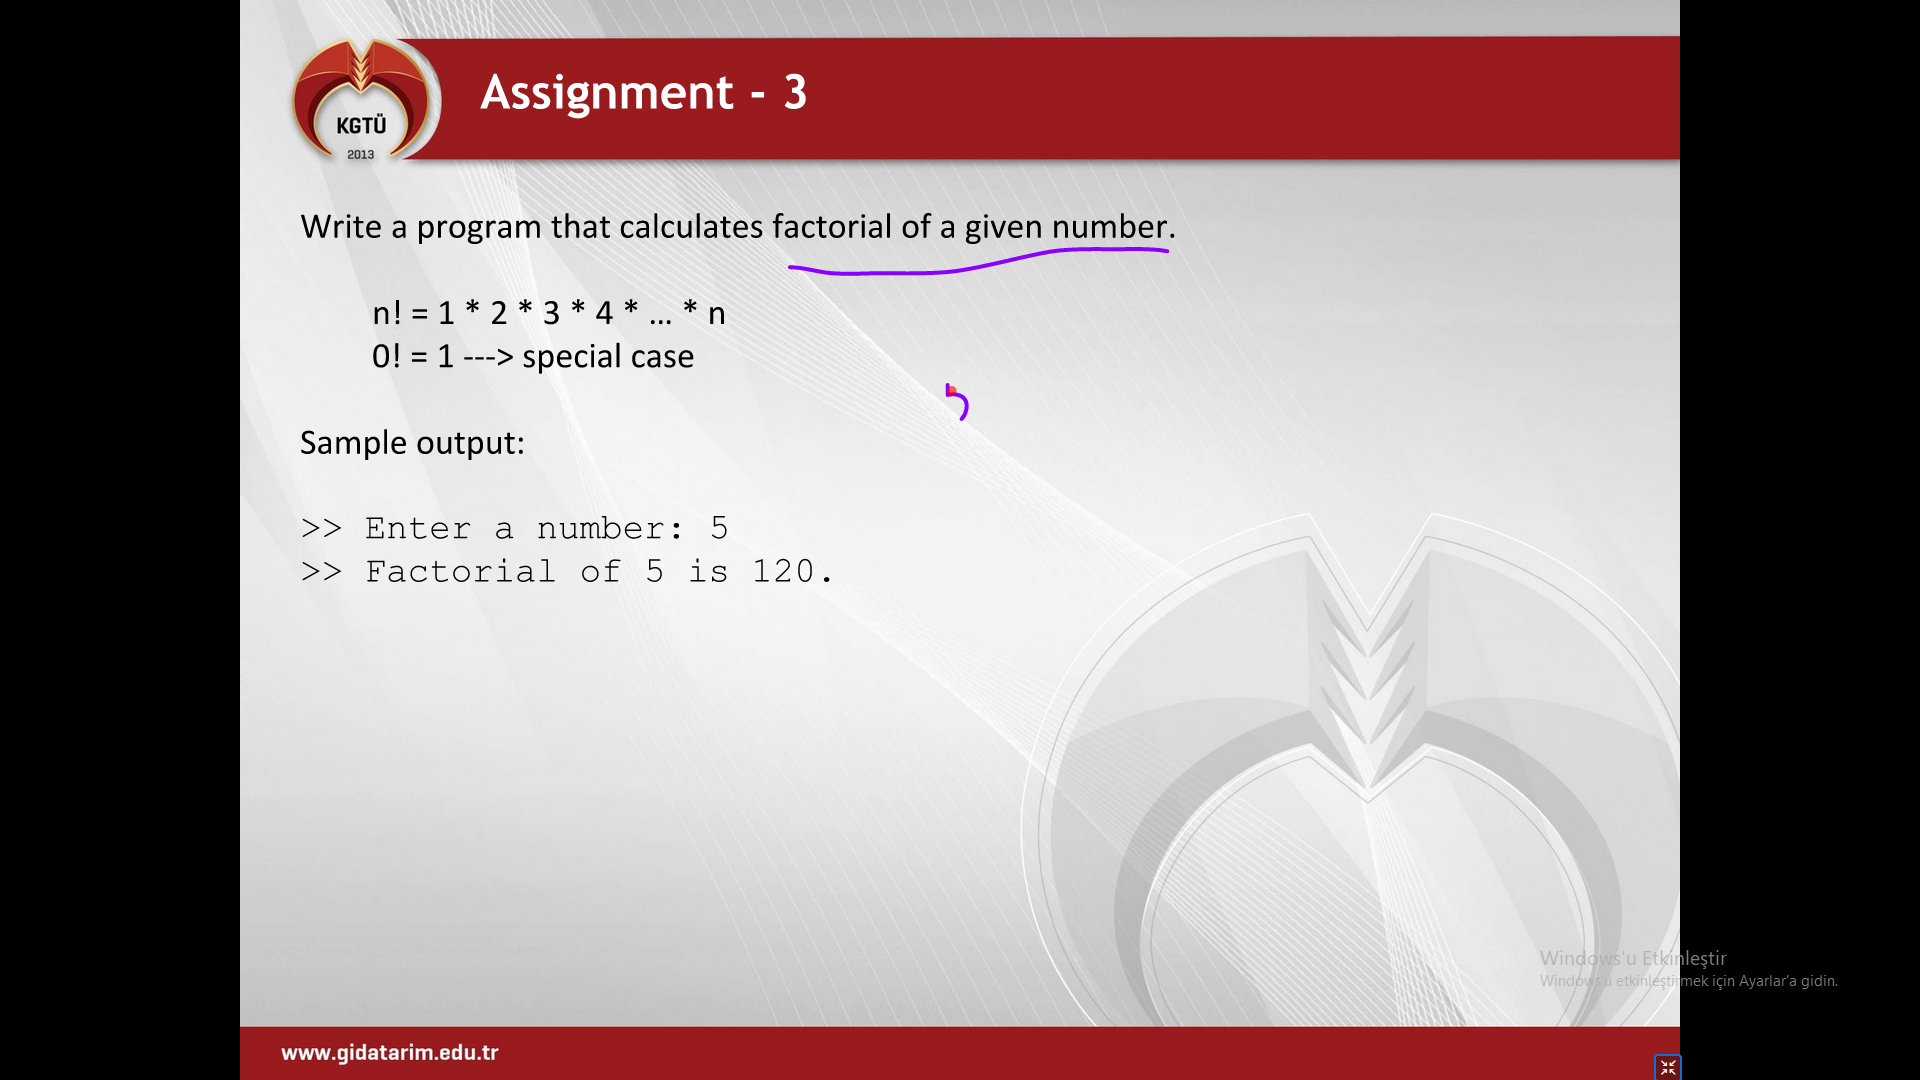 Assignment - 3
KGTÜ
2013
Write a program that calculates factorial of a given number.
n! = 1 * 2 * 3 * 4 * ... * n
0! = 1 ---> special case
Sample output:
>> Enter a number: 5
>> Factorial of 5 is 120.
Windows'u Etkinleştir
Windows'u etkinleştirmek için Ayarlar'a gidin.
www.gidatarim.edu.tr